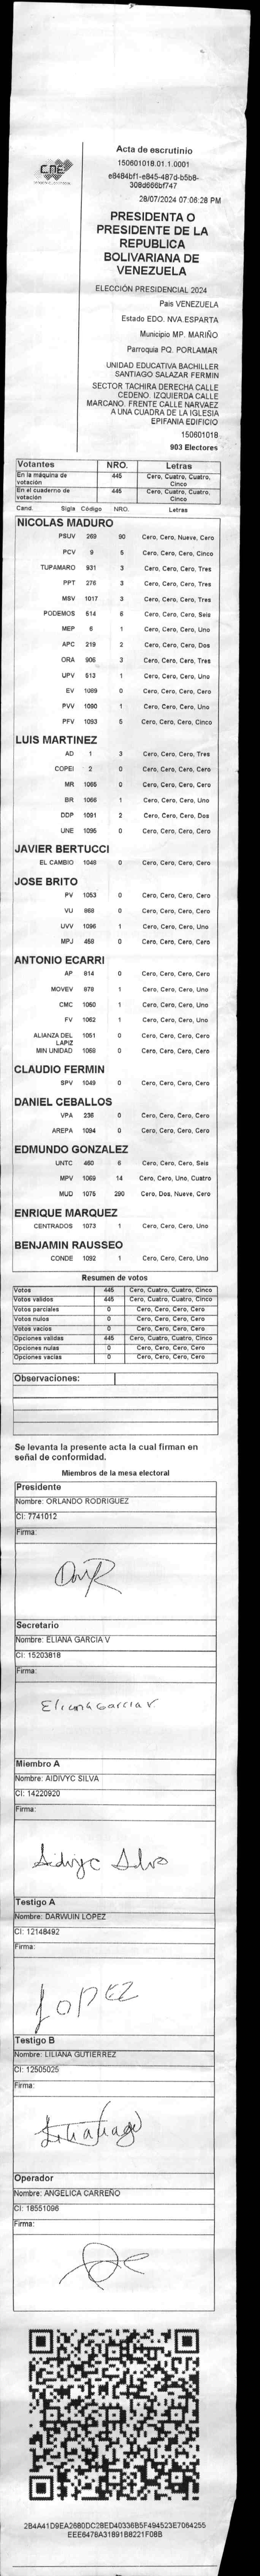 Acta de escrutinio
150601018.01.1.0001
e8484bf1-e845-487d-b5b8-
308d666bf747
28/07/2024 07:06:28 PM
CNE
PRESIDENTA O
PRESIDENTE DE LA
REPUBLICA
BOLIVARIANA DE
VENEZUELA
ELECCIÓN PRESIDENCIAL 2024
Pais VENEZUELA
Estado EDO. NVA.ESPARTA
Municipio MP. MARIÑO
Parroquia PQ. PORLAMAR
UNIDAD EDUCATIVA BACHILLER
SANTIAGO SALAZAR FERMIN
SECTOR TACHIRA DERECHA CALLE
CEDENO. IZQUIERDA CALLE
MARCANO. FRENTE CALLE NARVAEZ
A UNA CUADRA DE LA IGLESIA
EPIFANIA EDIFICIO
150601018
903 Electores
Votantes NRO. Letras
En la máquina de votación 445 Cero, Cuatro, Cuatro, Cinco
En el cuaderno de votación 445 Cero, Cuatro, Cuatro, Cinco
Cand. Sigla Código NRO. Letras
NICOLAS MADURO
PSUV 269 90 Cero, Cero, Nueve, Cero
PCV 9 5 Cero, Cero, Cero, Cinco
TUPAMARO 931 3 Cero, Cero, Cero, Tres
PPT 276 3 Cero, Cero, Cero, Tres
MSV 1017 3 Cero, Cero, Cero, Tres
PODEMOS 514 6 Cero, Cero, Cero, Seis
MEP 6 1 Cero, Cero, Cero, Uno
APC 219 2 Cero, Cero, Cero, Dos
ORA 906 3 Cero, Cero, Cero, Tres
UPV 513 1 Cero, Cero, Cero, Uno
EV 1089 0 Cero, Cero, Cero, Cero
PVV 1090 1 Cero, Cero, Cero, Uno
PFV 1093 5 Cero, Cero, Cero, Cinco
LUIS MARTINEZ
AD 1 3 Cero, Cero, Cero, Tres
COPEI 2 0 Cero, Cero, Cero, Cero
MR 1065 0 Cero, Cero, Cero, Cero
BR 1066 1 Cero, Cero, Cero, Uno
DDP 1091 2 Cero, Cero, Cero, Dos
UNE 1095 0 Cero, Cero, Cero, Cero
JAVIER BERTUCCI
EL CAMBIO 1048 0 Cero, Cero, Cero, Cero
JOSE BRITO
PV 1053 0 Cero, Cero, Cero, Cero
VU 868 0 Cero, Cero, Cero, Cero
UVV 1096 1 Cero, Cero, Cero, Uno
MPJ 458 0 Cero, Cero, Cero, Cero
ANTONIO ECARRI
AP 814 0 Cero, Cero, Cero, Cero
MOVEV 878 1 Cero, Cero, Cero, Uno
CMC 1050 1 Cero, Cero, Cero, Uno
FV 1062 1 Cero, Cero, Cero, Uno
ALIANZA DEL LAPIZ 1051 0 Cero, Cero, Cero, Cero
MIN UNIDAD 1068 0 Cero, Cero, Cero, Cero
CLAUDIO FERMIN
SPV 1049 0 Cero, Cero, Cero, Cero
DANIEL CEBALLOS
VPA 236 0 Cero, Cero, Cero, Cero
AREPA 1094 0 Cero, Cero, Cero, Cero
EDMUNDO GONZALEZ
UNTC 460 6 Cero, Cero, Cero, Seis
MPV 1069 14 Cero, Cero, Uno, Cuatro
MUD 1075 290 Cero, Dos, Nueve, Cero
ENRIQUE MARQUEZ
CENTRADOS 1073 1 Cero, Cero, Cero, Uno
BENJAMIN RAUSSEO
CONDE 1092 1 Cero, Cero, Cero, Uno
Resumen de votos
Votos 445 Cero, Cuatro, Cuatro, Cinco
Votos validos 445 Cero, Cuatro, Cuatro, Cinco
Votos parciales 0 Cero, Cero, Cero, Cero
Votos nulos 0 Cero, Cero, Cero, Cero
Votos vacios 0 Cero, Cero, Cero, Cero
Opciones validas 445 Cero, Cuatro, Cuatro, Cinco
Opciones nulas 0 Cero, Cero, Cero, Cero
Opciones vacias 0 Cero, Cero, Cero, Cero
Observaciones:
Se levanta la presente acta la cual firman en
señal de conformidad.
Miembros de la mesa electoral
Presidente
Nombre: ORLANDO RODRIGUEZ
CI: 7741012
Firma:
Secretario
Nombre: ELIANA GARCIA V
CI: 15203818
Firma:
Eliana Garcia V
Miembro A
Nombre: AIDIVYC SILVA
CI: 14220920
Firma:
Aidivyc Silva
Testigo A
Nombre: DARWUIN LOPEZ
CI: 12148492
Firma:
LOPEZ
Testigo B
Nombre: LILIANA GUTIERREZ
CI: 12505025
Firma:
Operador
Nombre: ANGELICA CARREÑO
CI: 18551096
Firma:
2B4A41D9EA2680DC28ED40336B5F494523E7064255
EEE6476A31891B8221F08B